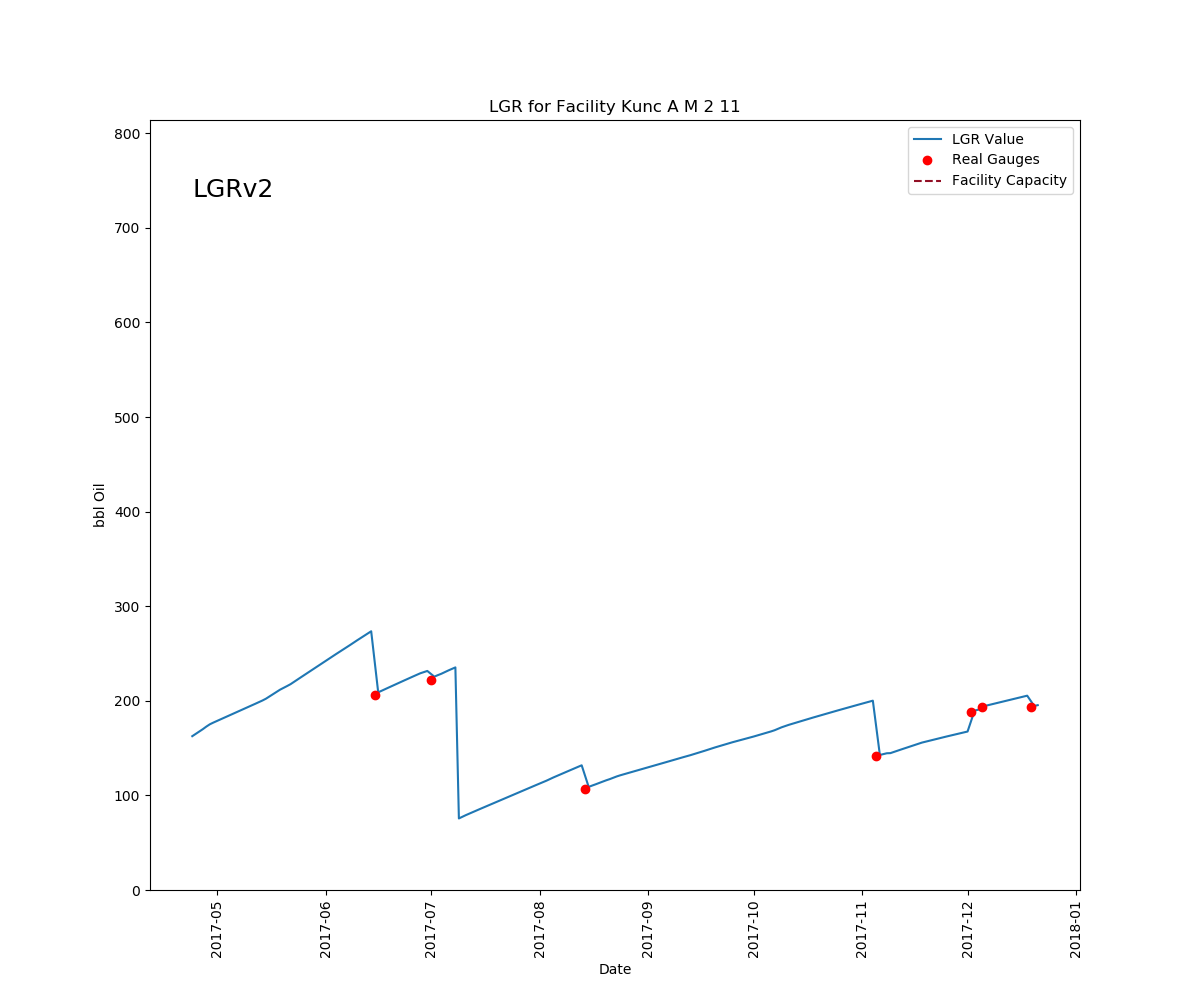 LGR for Facility Kunc A M 2 11
LGRv2
LGR Value
Real Gauges
Facility Capacity
bbl Oil
800
700
600
500
400
300
200
100
0
2017-05
2017-06
2017-07
2017-08
2017-09
2017-10
2017-11
2017-12
2018-01
Date